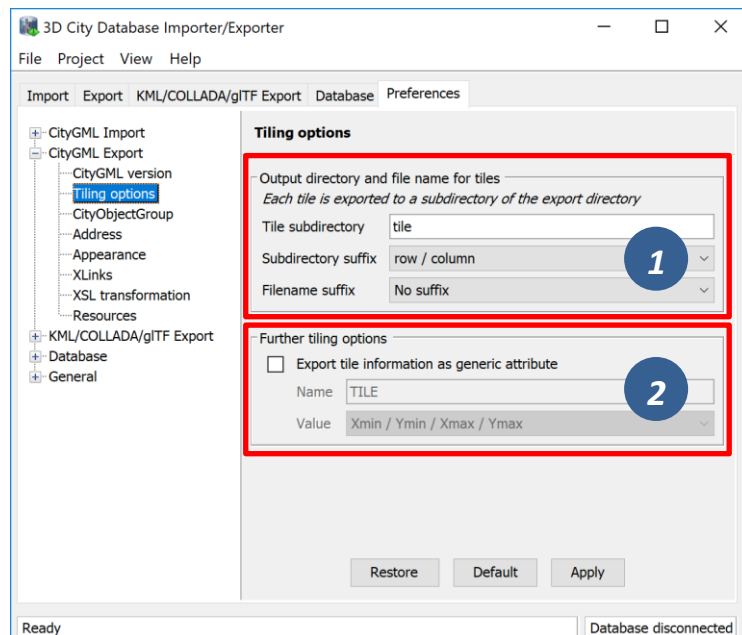 3D City Database Importer/Exporter
File Project View Help
Import Export KML/COLLADA/glTF Export Database Preferences
CityGML Import
CityGML Export
CityGML version
Tiling options
CityObjectGroup
Address
Appearance
XLinks
XSL transformation
Resources
KML/COLLADA/glTF Export
Database
General
Tiling options
Output directory and file name for tiles
Each tile is exported to a subdirectory of the export directory
Tile subdirectory tile
Subdirectory suffix row / column
Filename suffix No suffix
1
Further tiling options
Export tile information as generic attribute
Name TILE
Value Xmin / Ymin / Xmax / Ymax
2
Restore Default Apply
Ready Database disconnected